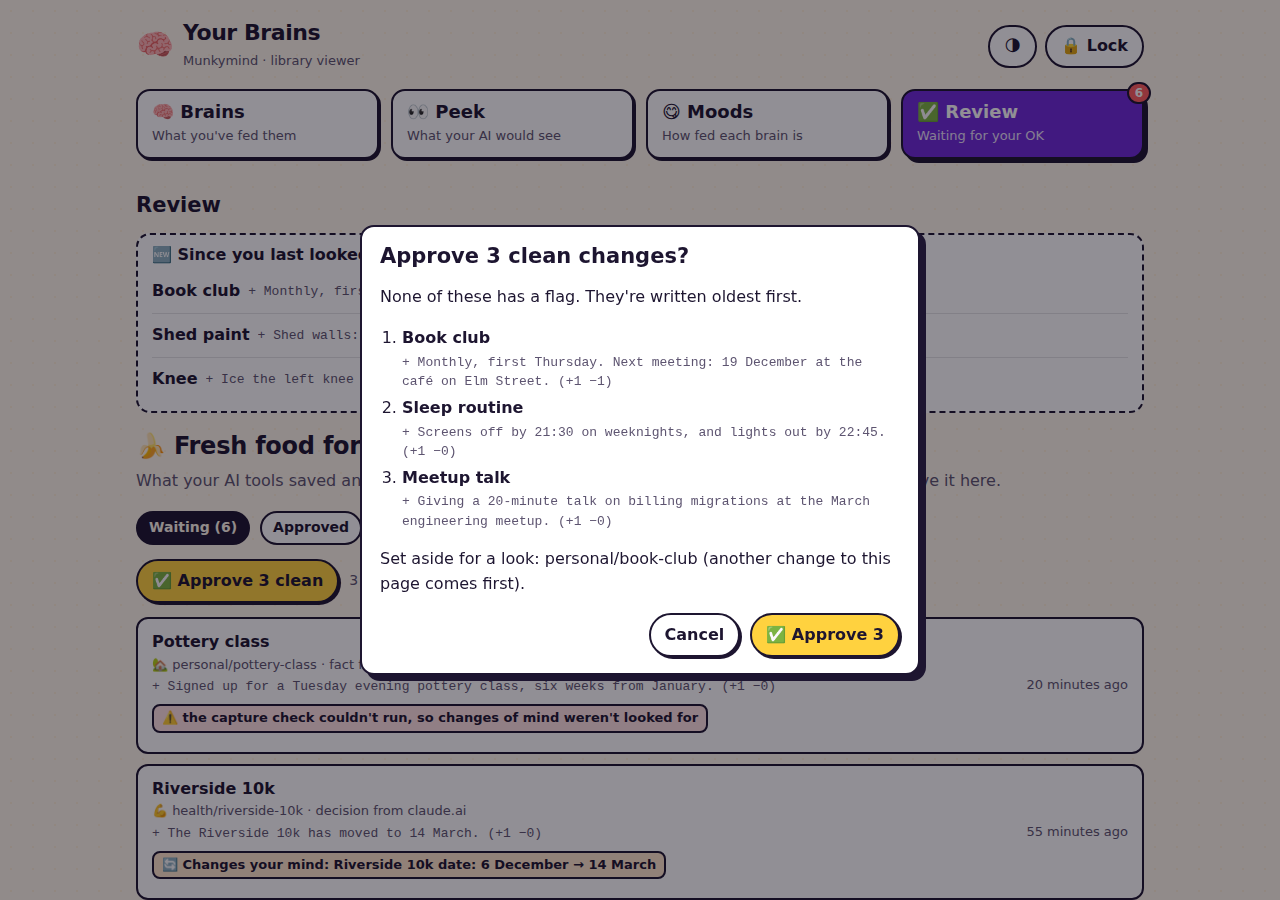 🧠 Your Brains
Munkymind · library viewer
🔒 Lock
🧠 Brains
What you've fed them
👀 Peek
What your AI would see
😋 Moods
How fed each brain is
✅ Review
Waiting for your OK
6
Review
🆕 Since you last looked
Book club + Monthly, firs
Shed paint + Shed walls:
Knee + Ice the left knee
🍌 Fresh food for
What your AI tools saved an
ve it here.
Waiting (6)
Approved
✅ Approve 3 clean
3
Approve 3 clean changes?
None of these has a flag. They're written oldest first.
1. Book club
+ Monthly, first Thursday. Next meeting: 19 December at the
café on Elm Street. (+1 −1)
2. Sleep routine
+ Screens off by 21:30 on weeknights, and lights out by 22:45.
(+1 −0)
3. Meetup talk
+ Giving a 20-minute talk on billing migrations at the March
engineering meetup. (+1 −0)
Set aside for a look: personal/book-club (another change to this
page comes first).
Cancel
✅ Approve 3
Pottery class
🏡 personal/pottery-class · fact
+ Signed up for a Tuesday evening pottery class, six weeks from January. (+1 −0)
20 minutes ago
⚠️ the capture check couldn't run, so changes of mind weren't looked for
Riverside 10k
💪 health/riverside-10k · decision from claude.ai
+ The Riverside 10k has moved to 14 March. (+1 −0)
55 minutes ago
🔄 Changes your mind: Riverside 10k date: 6 December → 14 March